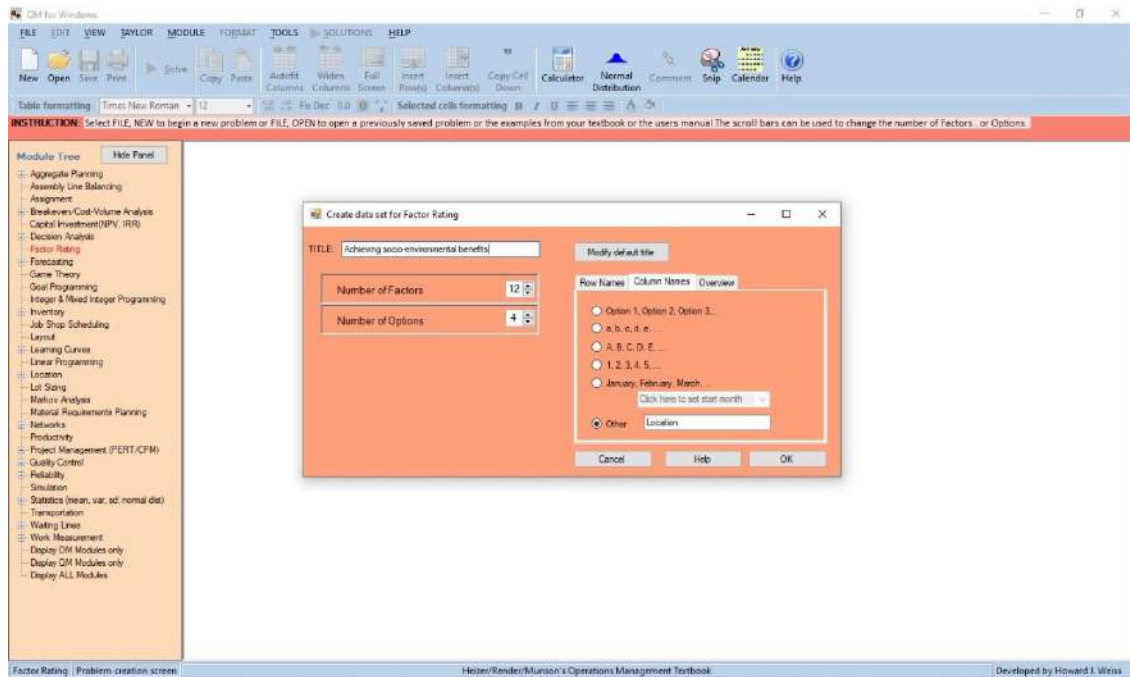 QM for Windows
FILE EDIT VIEW TAYLOR MODULE FORMAT TOOLS SOLUTIONS HELP
New Open Save Print Solve Copy Paste Autofit Columns Widen Columns Full Screen Insert Row(s) Insert Column(s) Copy Cell Down Calculator Normal Distribution Comment Snip Calendar Help
Table formatting Times New Roman 12 Fix Dec 0.0 Selected cells formatting B I U
INSTRUCTION: Select FILE, NEW to begin a new problem or FILE, OPEN to open a previously saved problem or the examples from your textbook or the users manual The scroll bars can be used to change the number of Factors.. or Options.
Module Tree Hide Panel
Aggregate Planning
Assembly Line Balancing
Assignment
Breakeven/Cost-Volume Analysis
Capital Investment(NPV, IRR)
Decision Analysis
Factor Rating
Forecasting
Game Theory
Goal Programming
Integer & Mixed Integer Programming
Inventory
Job Shop Scheduling
Layout
Learning Curves
Linear Programming
Location
Lot Sizing
Markov Analysis
Material Requirements Planning
Networks
Productivity
Project Management (PERT/CPM)
Quality Control
Reliability
Simulation
Statistics (mean, var, sd; normal dist)
Transportation
Waiting Lines
Work Measurement
Display OM Modules only
Display QM Modules only
Display ALL Modules
Create data set for Factor Rating
TITLE: Achieving socio-environmental benefits
Modify default title
Number of Factors 12
Number of Options 4
Row Names Column Names Overview
Option 1, Option 2, Option 3...
a, b, c, d, e, ...
A, B, C, D, E, ...
1, 2, 3, 4, 5, ...
January, February, March, ...
Click here to set start month
Other Location
Cancel Help OK
Factor Rating Problem creation screen Heizer/Render/Munson's Operations Management Textbook Developed by Howard J. Weiss